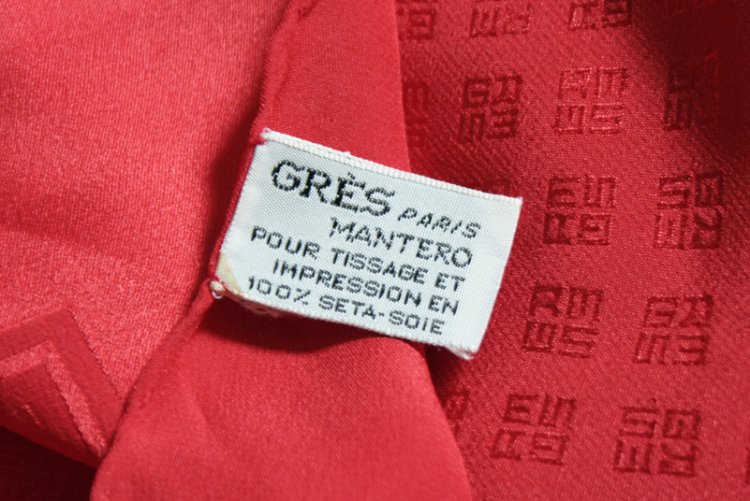 GRÈS PARIS
MANTERO
POUR TISSAGE ET
IMPRESSION EN
100% SETA-SOIE